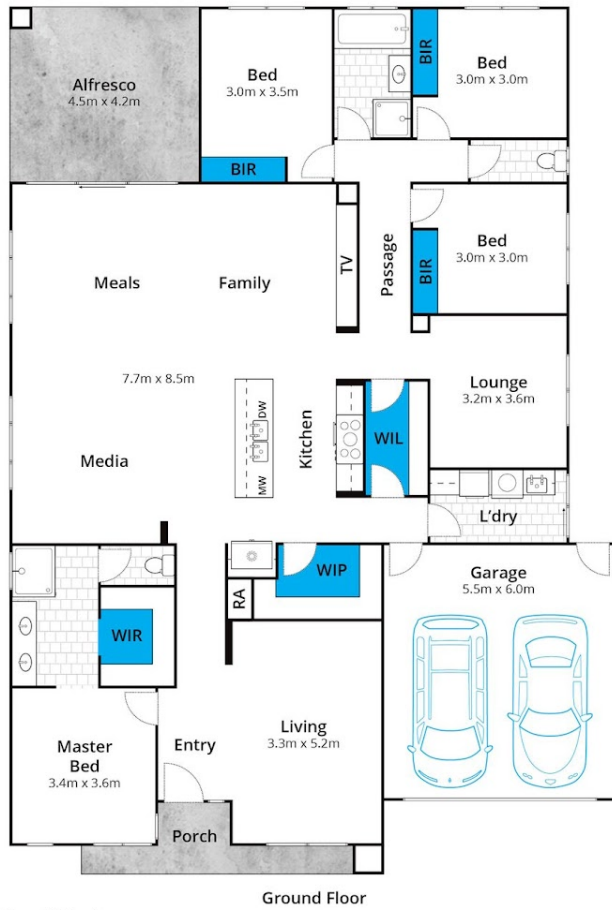 Alfresco
4.5m x 4.2m
Bed
3.0m x 3.5m
BIR
BIR
Bed
3.0m x 3.0m
Meals
Family
TV
Passage
BIR
Bed
3.0m x 3.0m
7.7m x 8.5m
Media
DW
MW
Kitchen
WIL
Lounge
3.2m x 3.6m
L'dry
WIP
RA
Garage
5.5m x 6.0m
WIR
Master
Bed
3.4m x 3.6m
Entry
Living
3.3m x 5.2m
Porch
Ground Floor